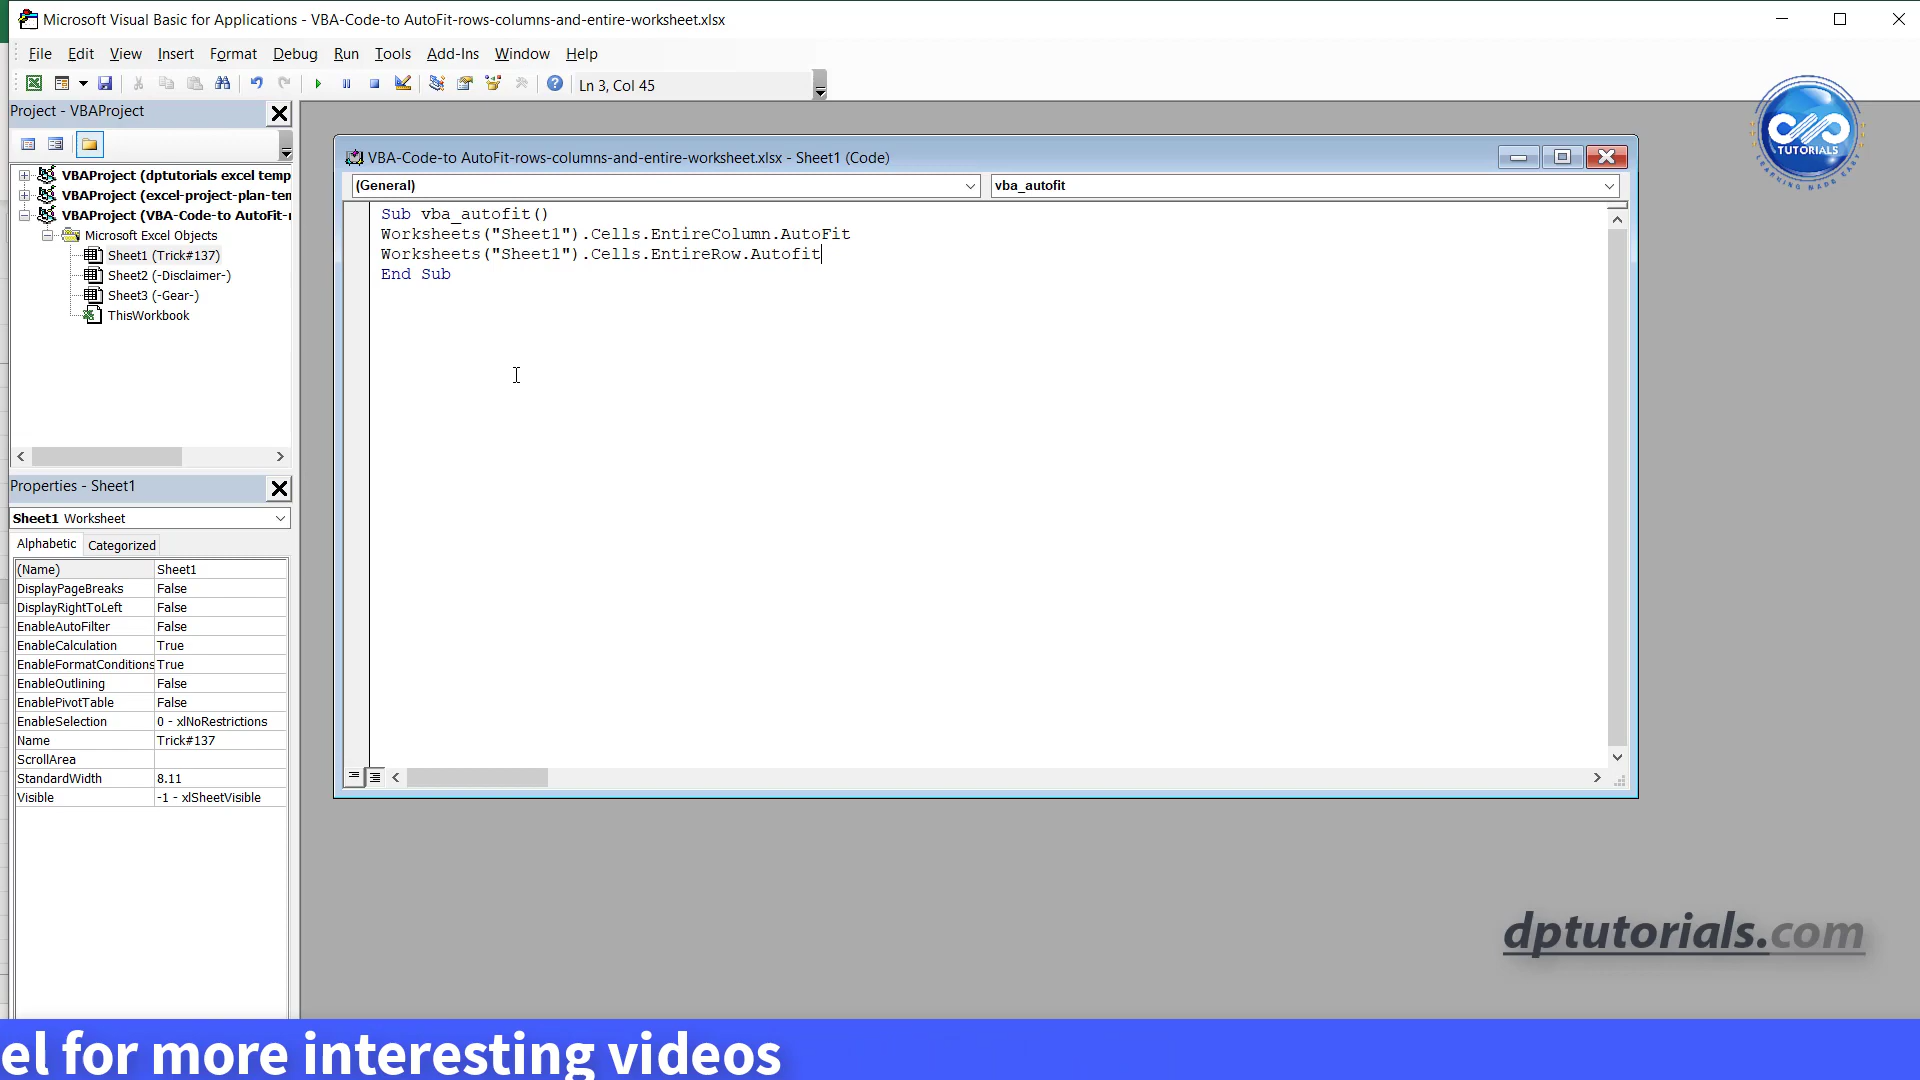 Microsoft Visual Basic for Applications - VBA-Code-to AutoFit-rows-columns-and-entire-worksheet.xlsx
File Edit View Insert Format Debug Run Tools Add-Ins Window Help
Ln 3, Col 45
Project - VBAProject
VBAProject (dptutorials excel temp
VBAProject (excel-project-plan-tem
VBAProject (VBA-Code-to AutoFit-r
Microsoft Excel Objects
Sheet1 (Trick#137)
Sheet2 (-Disclaimer-)
Sheet3 (-Gear-)
ThisWorkbook
Properties - Sheet1
Sheet1 Worksheet
Alphabetic Categorized
(Name) Sheet1
DisplayPageBreaks False
DisplayRightToLeft False
EnableAutoFilter False
EnableCalculation True
EnableFormatConditions True
EnableOutlining False
EnablePivotTable False
EnableSelection 0 - xlNoRestrictions
Name Trick#137
ScrollArea
StandardWidth 8.11
Visible -1 - xlSheetVisible
VBA-Code-to AutoFit-rows-columns-and-entire-worksheet.xlsx - Sheet1 (Code)
(General) vba_autofit
Sub vba_autofit()
Worksheets("Sheet1").Cells.EntireColumn.AutoFit
Worksheets("Sheet1").Cells.EntireRow.Autofit
End Sub
TUTORIALS
LEARNING MADE EASY
dptutorials.com
el for more interesting videos